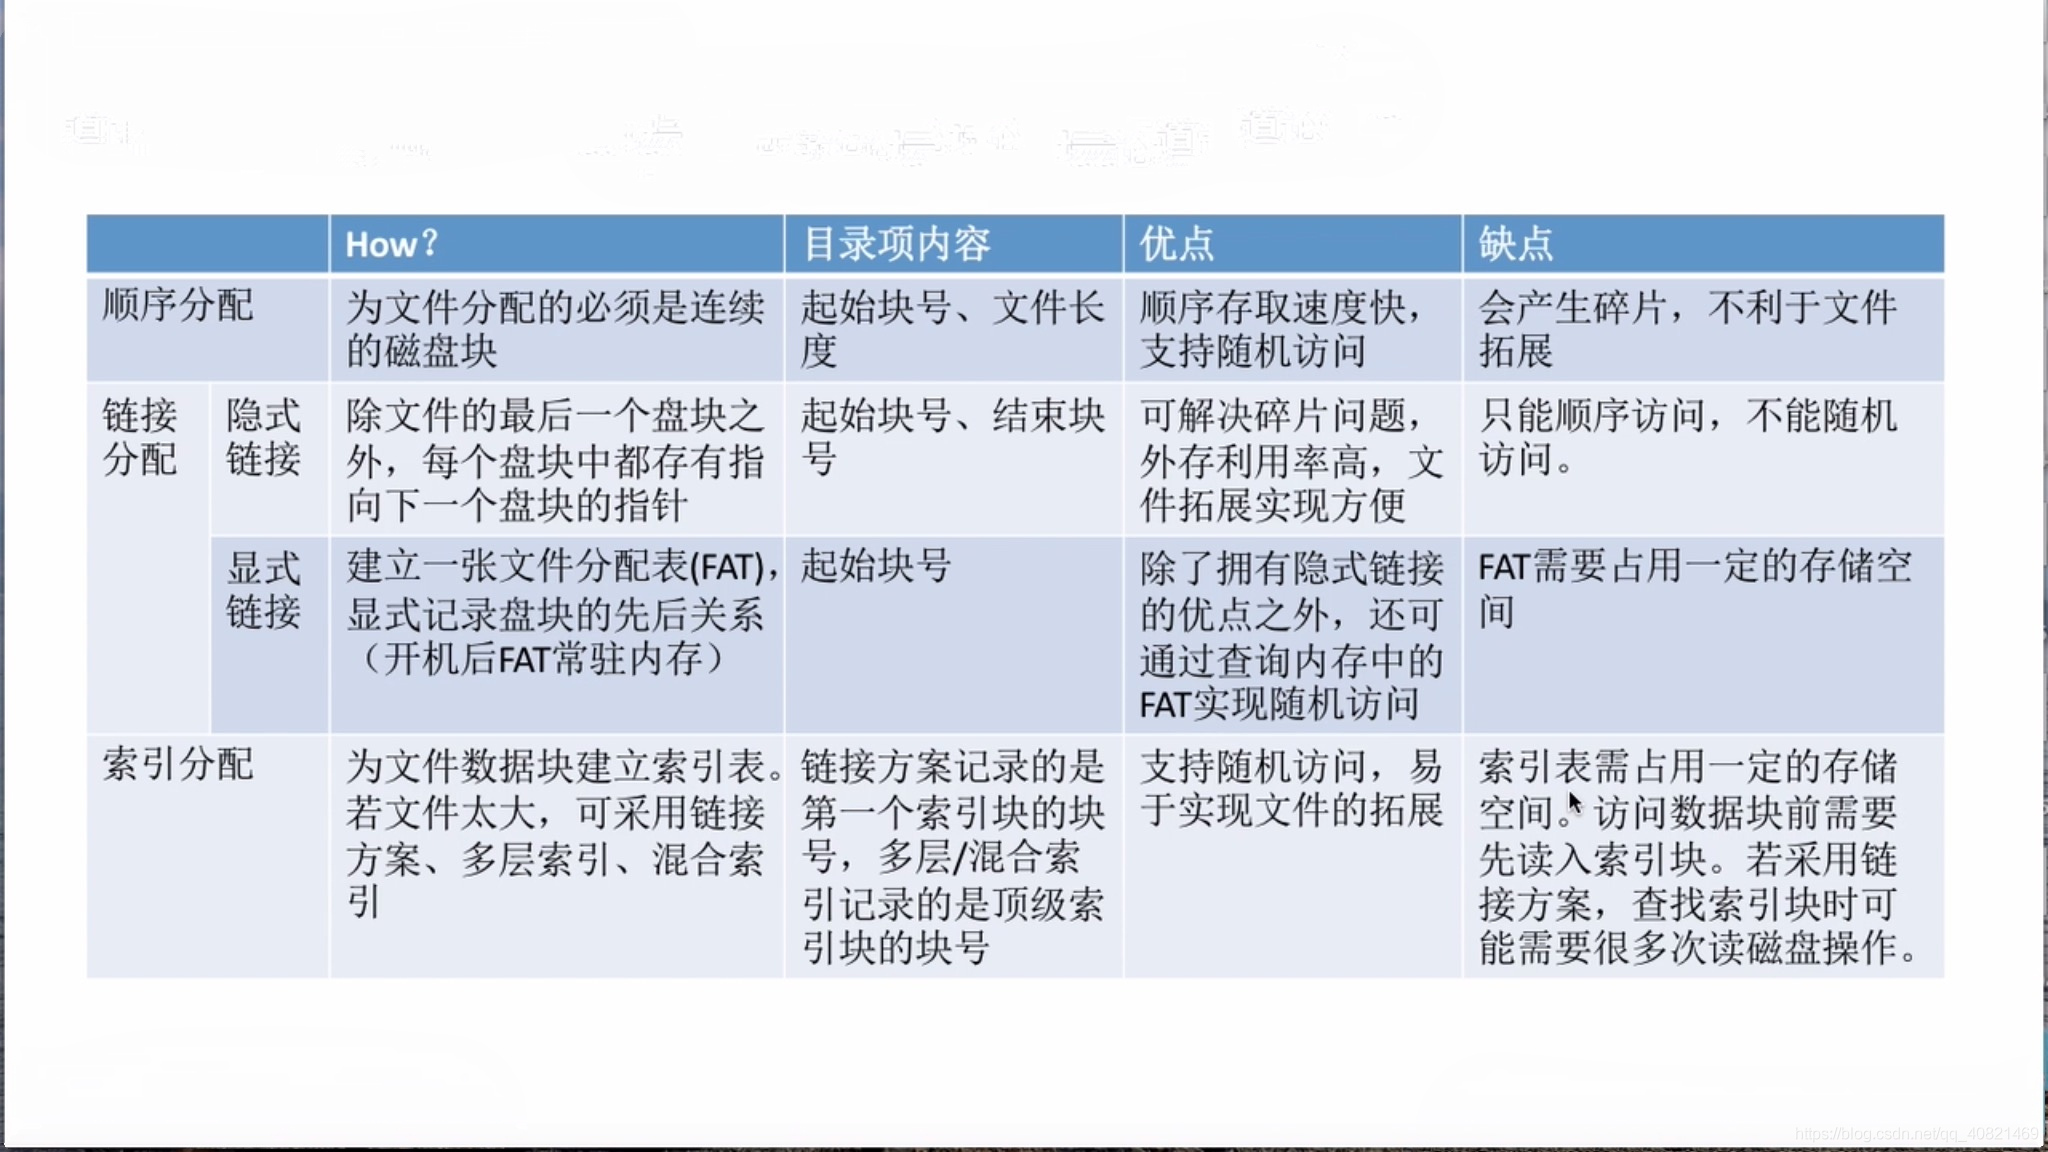 How?
目录项内容
优点
缺点
顺序分配
为文件分配的必须是连续
的磁盘块
起始块号、文件长
度
顺序存取速度快，
支持随机访问
会产生碎片，不利于文件
拓展
链接
分配
隐式
链接
除文件的最后一个盘块之
外，每个盘块中都存有指
向下一个盘块的指针
起始块号、结束块
号
可解决碎片问题，
外存利用率高，文
件拓展实现方便
只能顺序访问，不能随机
访问。
显式
链接
建立一张文件分配表(FAT)，
显式记录盘块的先后关系
（开机后FAT常驻内存）
起始块号
除了拥有隐式链接
的优点之外，还可
通过查询内存中的
FAT实现随机访问
FAT需要占用一定的存储空
间
索引分配
为文件数据块建立索引表。
若文件太大，可采用链接
方案、多层索引、混合索
引
链接方案记录的是
第一个索引块的块
号，多层/混合索
引记录的是顶级索
引块的块号
支持随机访问，易
于实现文件的拓展
索引表需占用一定的存储
空间。访问数据块前需要
先读入索引块。若采用链
接方案，查找索引块时可
能需要很多次读磁盘操作。
https://blog.csdn.net/qq_40821469